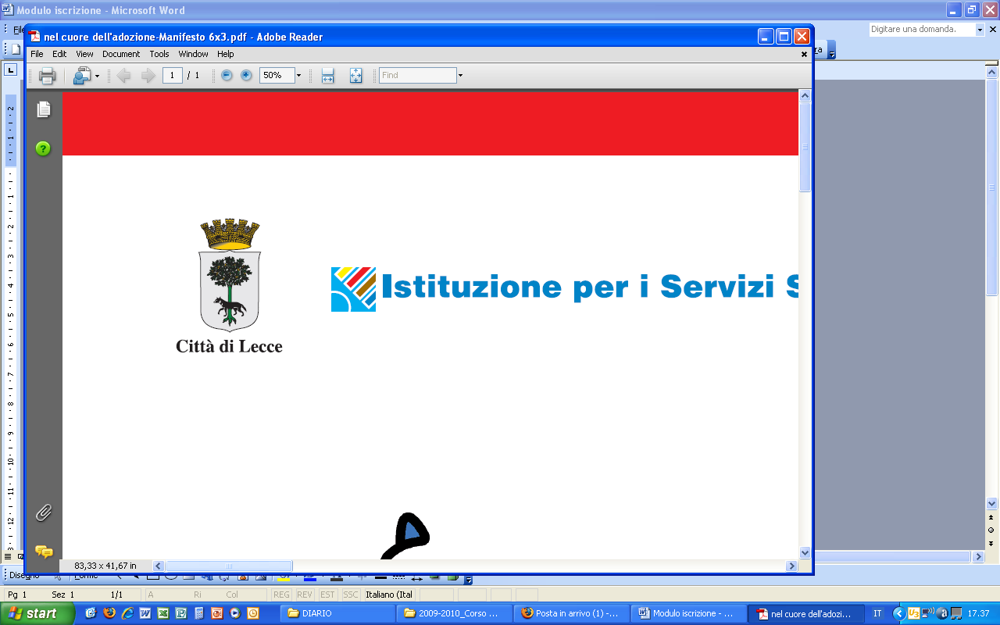 Modulo iscrizione - Microsoft Word
Digitare una domanda.
nel cuore dell'adozione-Manifesto 6x3.pdf - Adobe Reader
File Edit View Document Tools Window Help
1 / 1 50% Find
Istituzione per i Servizi S
Città di Lecce
83,33 x 41,67 in
Disegno Forme
Pg 1 Sez 1 1/1 A Ri Col REG REV EST SSC Italiano (Ital
start DIARIO 2009-2010_Corso ... Posta in arrivo (1) -... Modulo iscrizione - ... nel cuore dell'adozi... IT 17.37